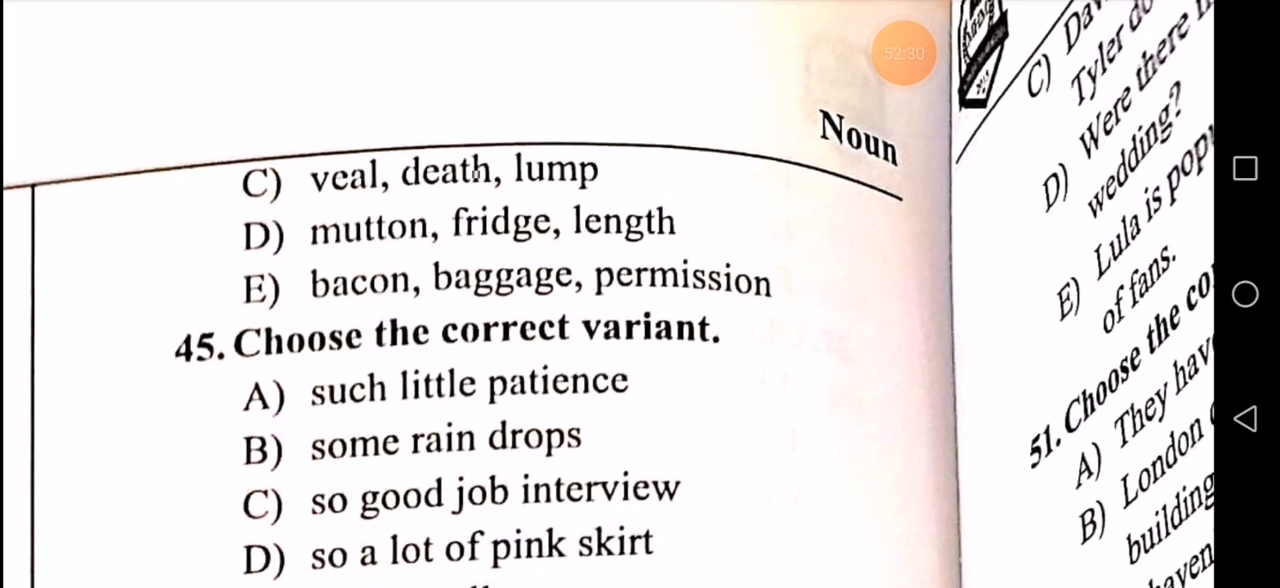 52:30
Noun
C) veal, death, lump
D) mutton, fridge, length
E) bacon, baggage, permission
45. Choose the correct variant.
A) such little patience
B) some rain drops
C) so good job interview
D) so a lot of pink skirt
C)
Tyler
D) Were there
wedding?
E) Lula is
of fans.
51. Choose the
A) They
B) London